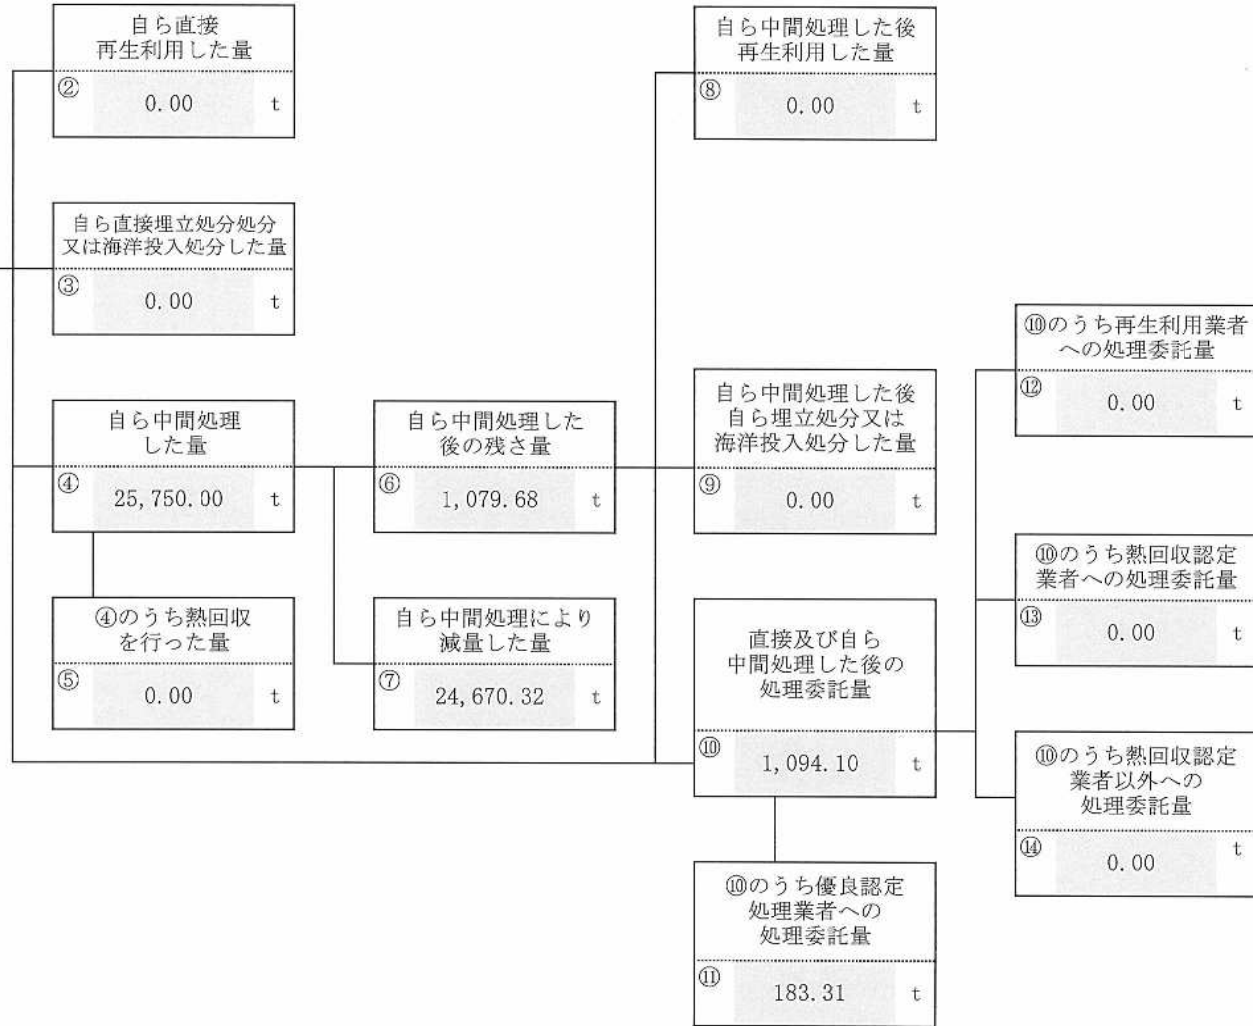 自ら直接
再生利用した量
② 0.00 t
自ら直接埋立処分処分
又は海洋投入処分した量
③ 0.00 t
自ら中間処理
した量
④ 25,750.00 t
④のうち熱回収
を行った量
⑤ 0.00 t
自ら中間処理した
後の残さ量
⑥ 1,079.68 t
自ら中間処理により
減量した量
⑦ 24,670.32 t
自ら中間処理した後
再生利用した量
⑧ 0.00 t
自ら中間処理した後
自ら埋立処分又は
海洋投入処分した量
⑨ 0.00 t
直接及び自ら
中間処理した後の
処理委託量
⑩ 1,094.10 t
⑩のうち優良認定
処理業者への
処理委託量
⑪ 183.31 t
⑩のうち再生利用業者
への処理委託量
⑫ 0.00 t
⑩のうち熱回収認定
業者への処理委託量
⑬ 0.00 t
⑩のうち熱回収認定
業者以外への
処理委託量
⑭ 0.00 t